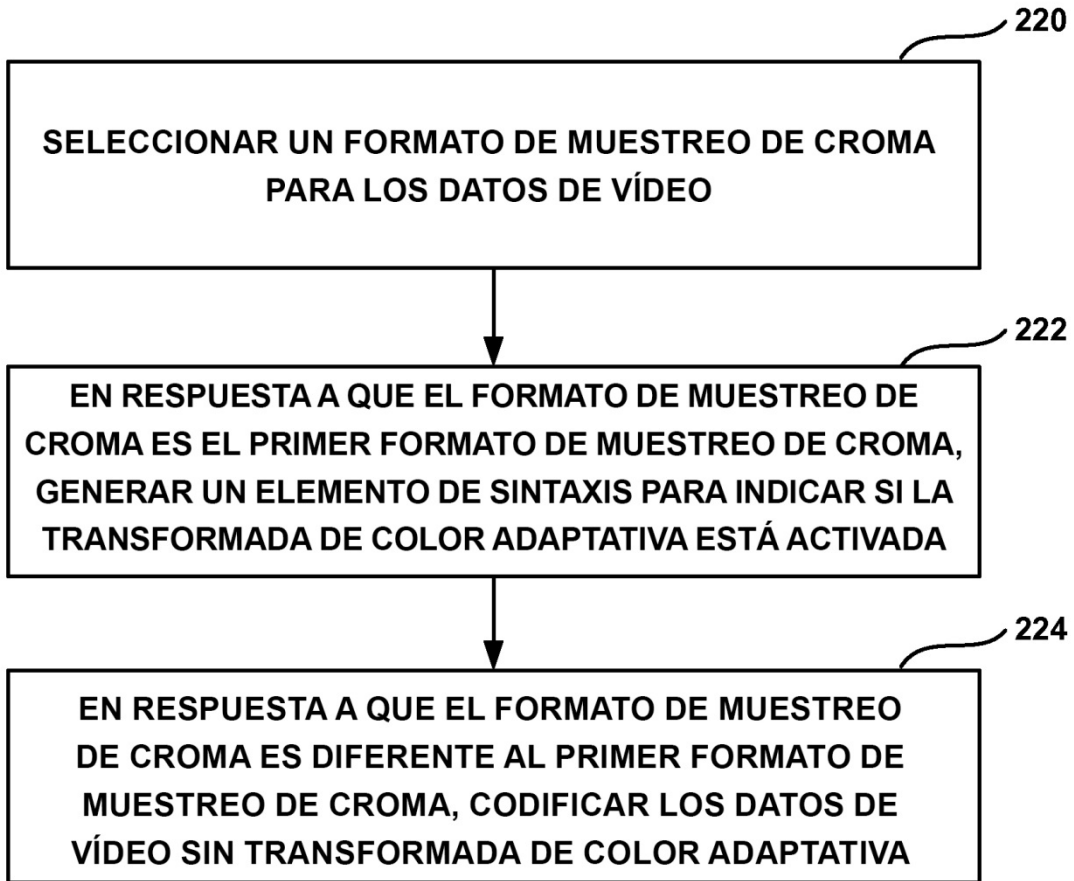 220
SELECCIONAR UN FORMATO DE MUESTREO DE CROMA
PARA LOS DATOS DE VÍDEO
222
EN RESPUESTA A QUE EL FORMATO DE MUESTREO DE
CROMA ES EL PRIMER FORMATO DE MUESTREO DE CROMA,
GENERAR UN ELEMENTO DE SINTAXIS PARA INDICAR SI LA
TRANSFORMADA DE COLOR ADAPTATIVA ESTÁ ACTIVADA
224
EN RESPUESTA A QUE EL FORMATO DE MUESTREO
DE CROMA ES DIFERENTE AL PRIMER FORMATO DE
MUESTREO DE CROMA, CODIFICAR LOS DATOS DE
VÍDEO SIN TRANSFORMADA DE COLOR ADAPTATIVA